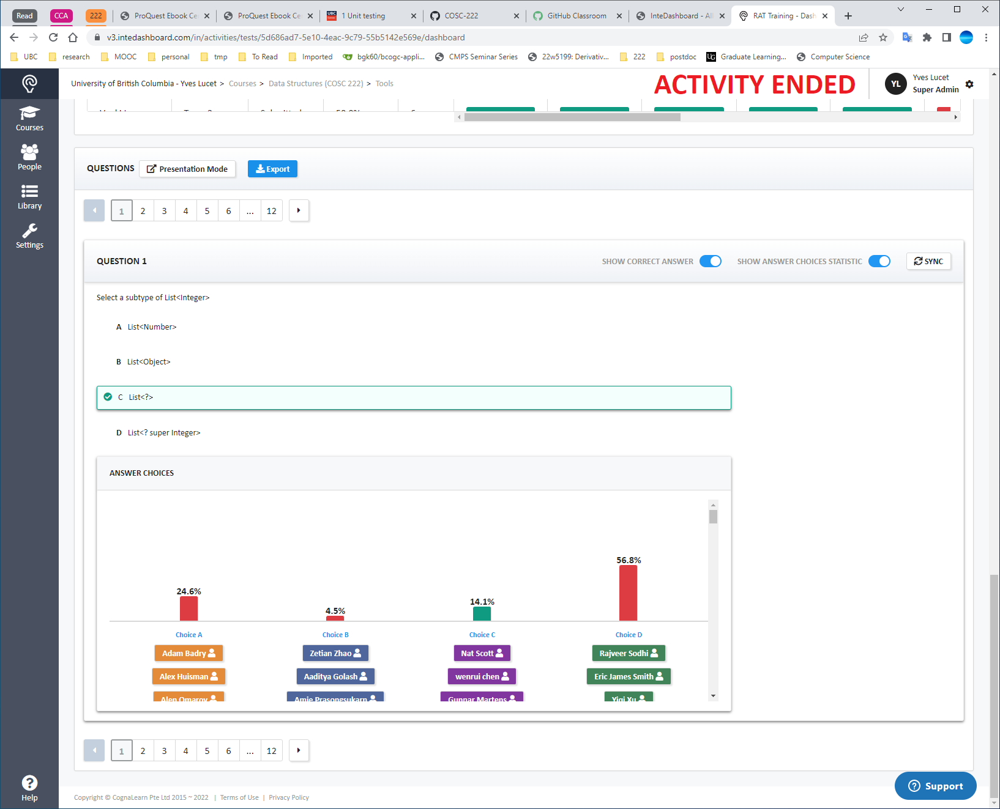 Read CCA 222 ProQuest Ebook Ce ProQuest Ebook Ce 1 Unit testing COSC-222 GitHub Classroom InteDashboard - All RAT Training - Dash
v3.intedashboard.com/in/activities/tests/5d686ad7-5e10-4eac-9c79-55b5142e569e/dashboard
UBC research MOOC personal tmp To Read Imported bgk60/bcogc-appli... CMPS Seminar Series 22w5199: Derivativ... 222 postdoc UG Graduate Learning... Computer Science
University of British Columbia - Yves Lucet > Courses > Data Structures (COSC 222) > Tools
ACTIVITY ENDED
YL Yves Lucet
Super Admin
Courses
People
Library
Settings
QUESTIONS Presentation Mode Export
1 2 3 4 5 6 ... 12
QUESTION 1 SHOW CORRECT ANSWER SHOW ANSWER CHOICES STATISTIC SYNC
Select a subtype of List<Integer>
A List<Number>
B List<Object>
C List<?>
D List<? super Integer>
ANSWER CHOICES
24.6% 4.5% 14.1% 56.8%
Choice A Choice B Choice C Choice D
Adam Badry Zetian Zhao Nat Scott Rajveer Sodhi
Alex Huisman Aaditya Golash wenrui chen Eric James Smith
Alen Omarov Amie Prasongsukarn Gunnar Martens Yiqi Xu
1 2 3 4 5 6 ... 12
Help
Support
Copyright © CognaLearn Pte Ltd 2015 ~ 2022 | Terms of Use | Privacy Policy